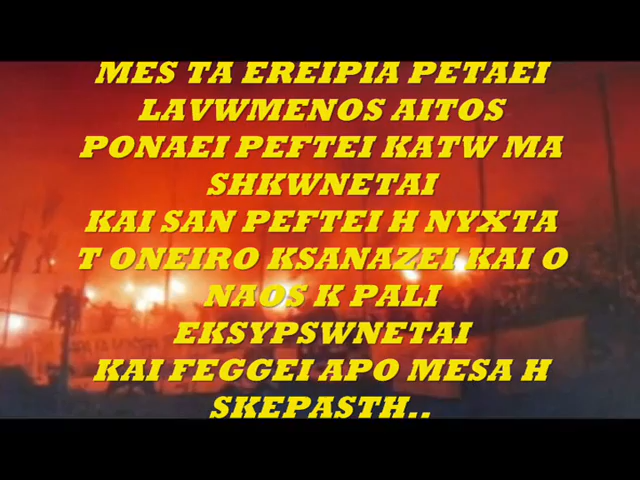 MES TA EREIPIA PETAEI
LAVWMENOS AITOS
PONAEI PEFTEI KATW MA
SHKWNETAI
KAI SAN PEFTEI H NYXTA
T ONEIRO KSANAZEI KAI O
NAOS K PALI
EKSYPSWNETAI
KAI FEGGEI APO MESA H
SKEPASTH..